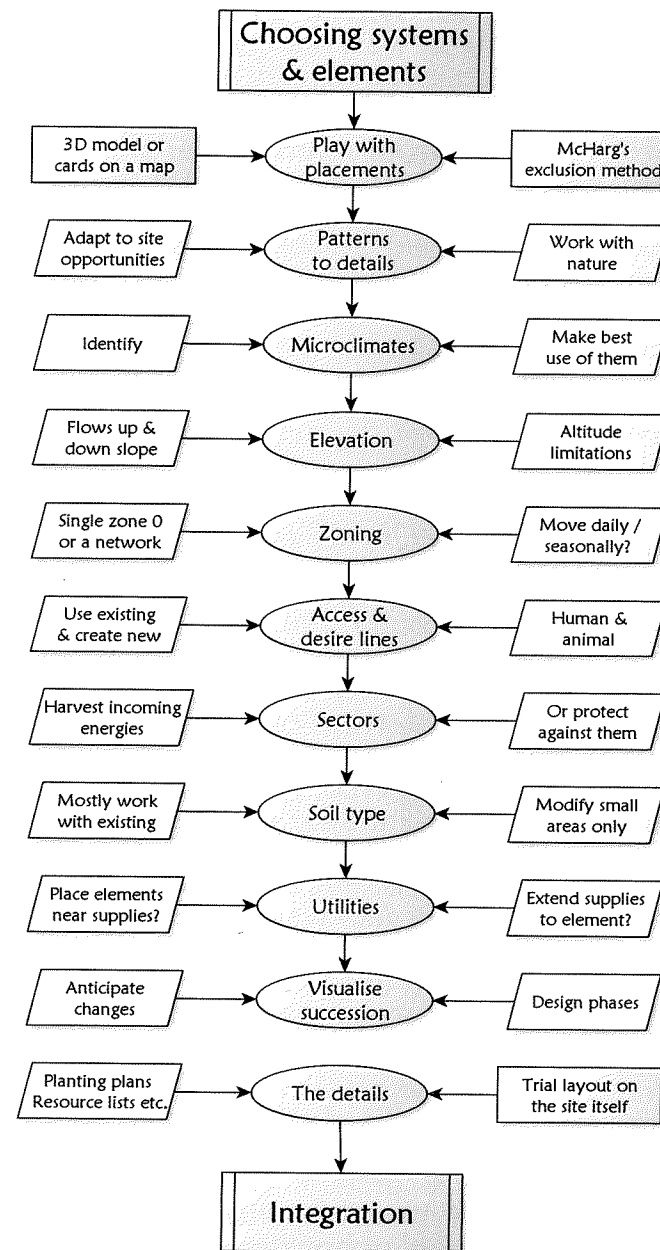 Choosing systems
& elements
3D model or
cards on a map
Play with
placements
McHarg's
exclusion method
Adapt to site
opportunities
Patterns
to details
Work with
nature
Identify
Microclimates
Make best
use of them
Flows up &
down slope
Elevation
Altitude
limitations
Single zone 0
or a network
Zoning
Move daily /
seasonally?
Use existing
& create new
Access &
desire lines
Human &
animal
Harvest incoming
energies
Sectors
Or protect
against them
Mostly work
with existing
Soil type
Modify small
areas only
Place elements
near supplies?
Utilities
Extend supplies
to element?
Anticipate
changes
Visualise
succession
Design phases
Planting plans
Resource lists etc.
The details
Trial layout on
the site itself
Integration